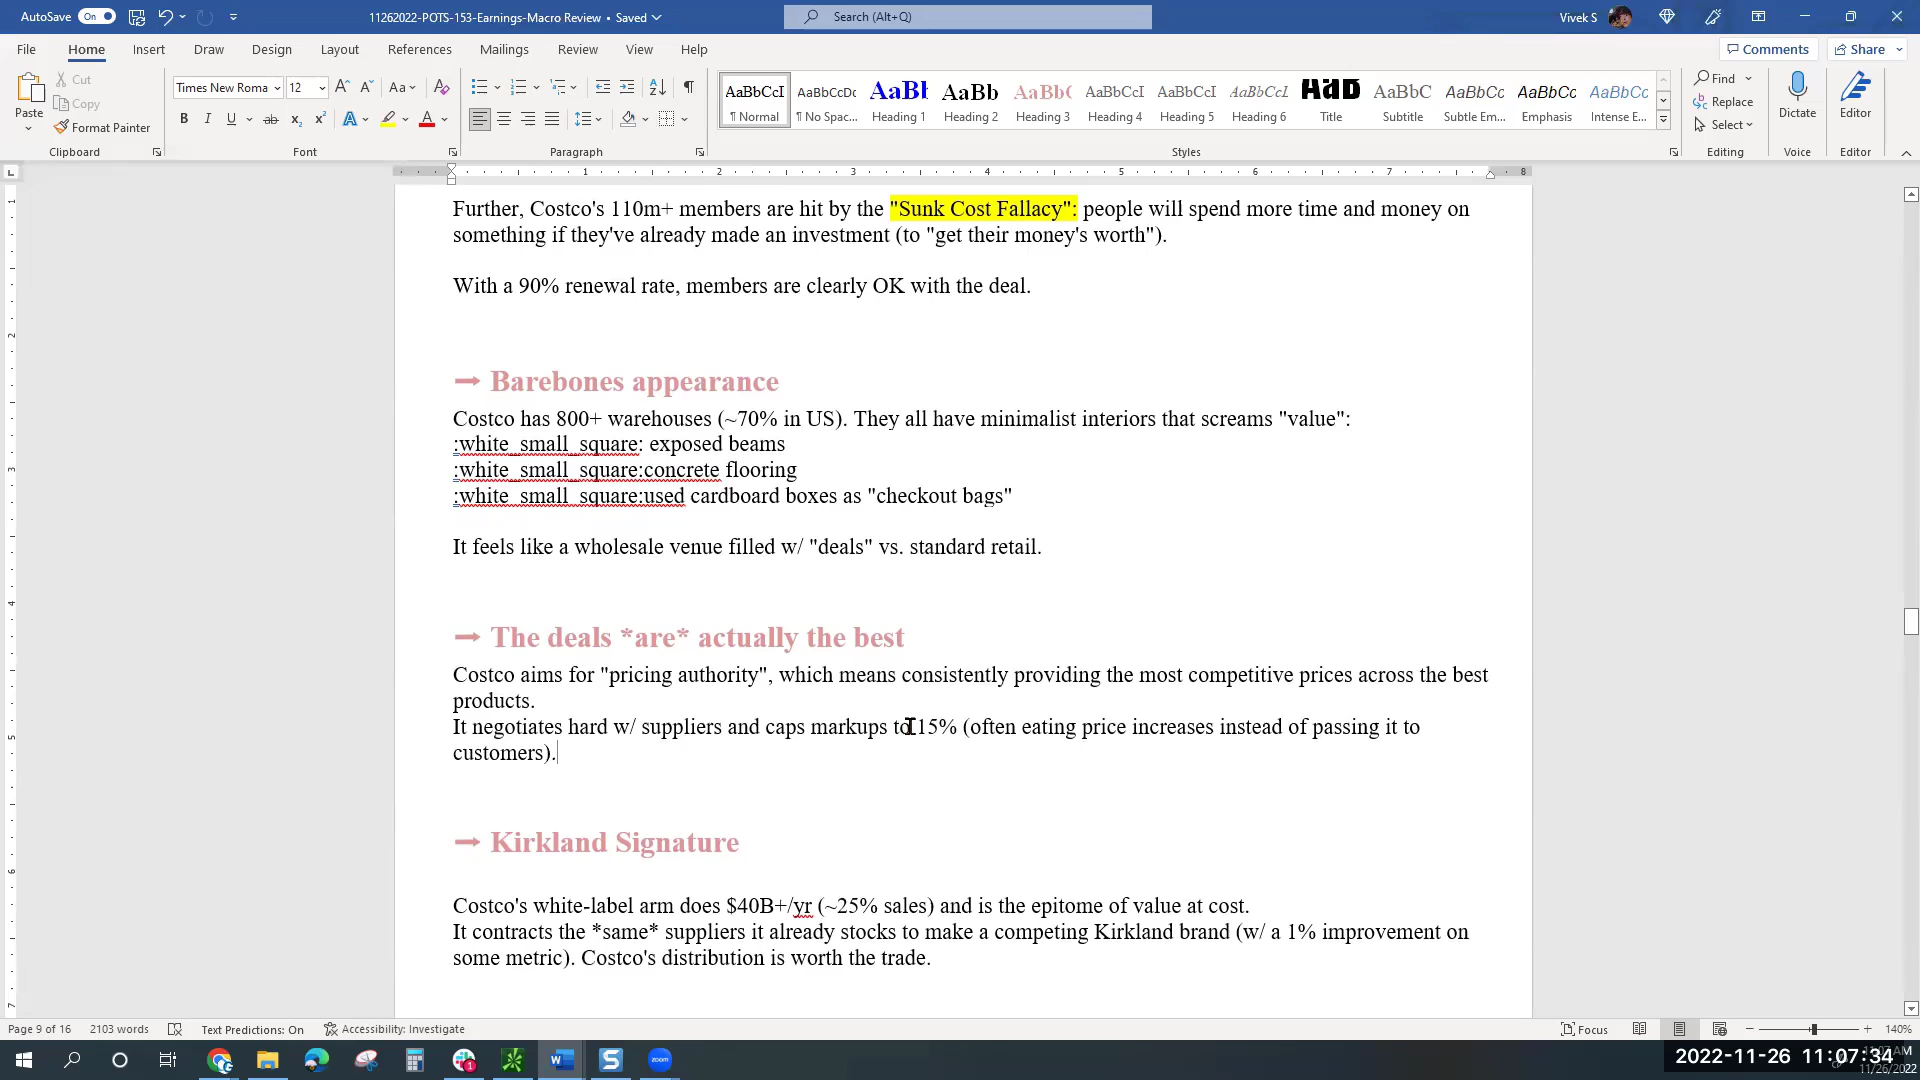 AutoSave On
11262022-POTS-153-Earnings-Macro Review • Saved
Search (Alt+Q)
Vivek S
File Home Insert Draw Design Layout References Mailings Review View Help
Comments Share
Paste
Cut
Copy
Format Painter
Clipboard
Times New Roma 12
Font
Paragraph
AaBbCcI AaBbCcDc AaBl AaBb AaBbC AaBbCcI AaBbCcI AaBbCcI AaB AaBbC AaBbCc AaBbCc AaBbCc
¶ Normal ¶ No Spac... Heading 1 Heading 2 Heading 3 Heading 4 Heading 5 Heading 6 Title Subtitle Subtle Em... Emphasis Intense E...
Styles
Find
Replace
Select
Editing
Dictate
Voice
Editor
Editor
1 2 3 4 5 6 7 8
Further, Costco's 110m+ members are hit by the "Sunk Cost Fallacy": people will spend more time and money on
something if they've already made an investment (to "get their money's worth").
With a 90% renewal rate, members are clearly OK with the deal.
→ Barebones appearance
Costco has 800+ warehouses (~70% in US). They all have minimalist interiors that screams "value":
:white_small_square: exposed beams
:white_small_square:concrete flooring
:white_small_square:used cardboard boxes as "checkout bags"
It feels like a wholesale venue filled w/ "deals" vs. standard retail.
→ The deals *are* actually the best
Costco aims for "pricing authority", which means consistently providing the most competitive prices across the best
products.
It negotiates hard w/ suppliers and caps markups to 15% (often eating price increases instead of passing it to
customers).
→ Kirkland Signature
Costco's white-label arm does $40B+/yr (~25% sales) and is the epitome of value at cost.
It contracts the *same* suppliers it already stocks to make a competing Kirkland brand (w/ a 1% improvement on
some metric). Costco's distribution is worth the trade.
Page 9 of 16 2103 words Text Predictions: On Accessibility: Investigate
Focus 140%
zoom
2022-11-26 11:07:34